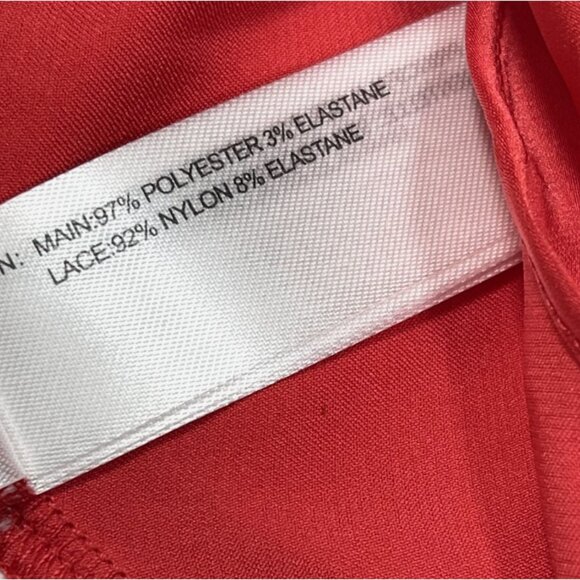 N: MAIN:97% POLYESTER 3% ELASTANE
LACE:92% NYLON 8% ELASTANE